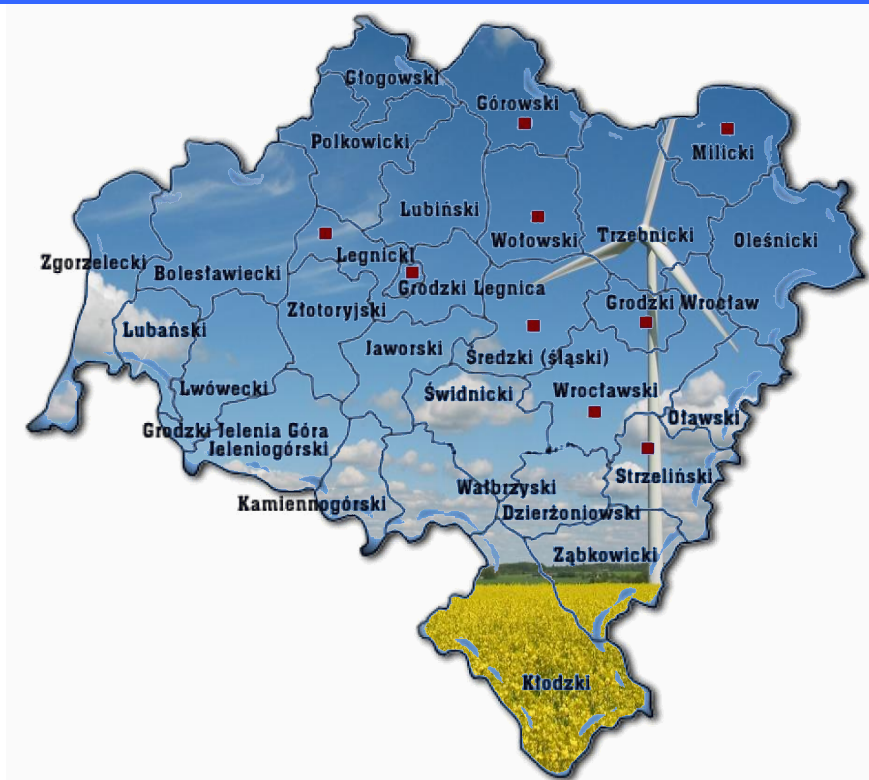 Głogowski
Górowski
Polkowicki
Milicki
Lubiński
Wołowski
Trzebnicki
Oleśnicki
Zgorzelecki
Bolesławiecki
Legnicki
Grodzki Legnica
Złotoryjski
Grodzki Wrocław
Lubański
Jaworski
Średzki (śląski)
Lwówecki
Świdnicki
Wrocławski
Oławski
Grodzki Jelenia Góra
Jeleniogórski
Strzeliński
Wałbrzyski
Kamiennogórski
Dzierżoniowski
Ząbkowicki
Kłodzki